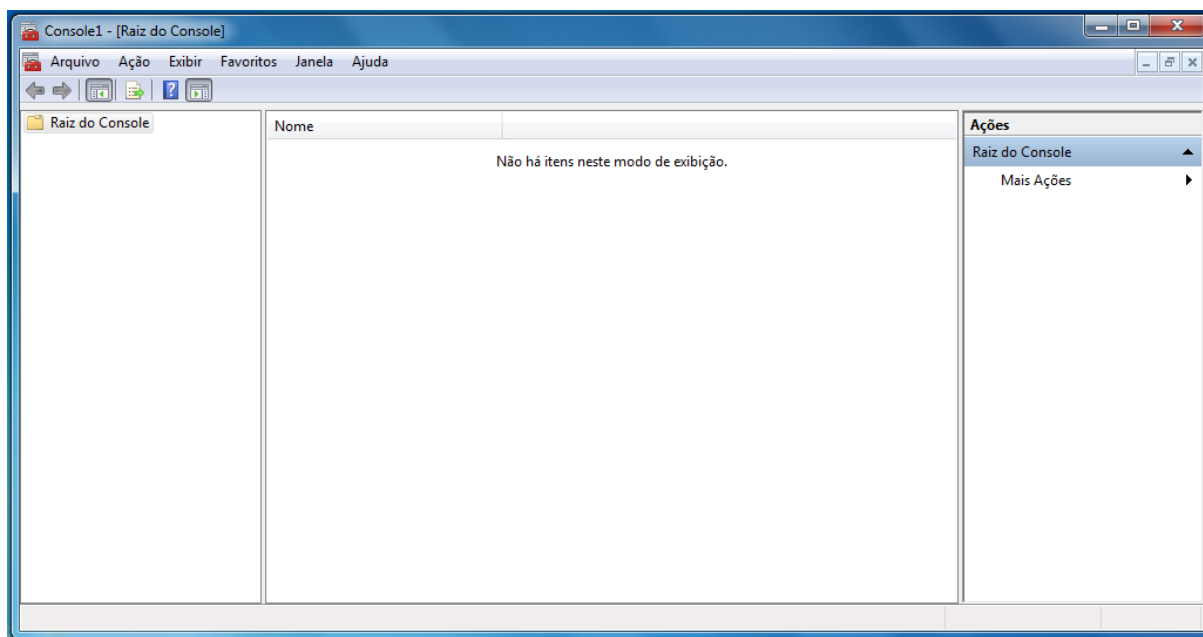 Console1 - [Raiz do Console]
Arquivo Ação Exibir Favoritos Janela Ajuda
Raiz do Console
Nome
Não há itens neste modo de exibição.
Ações
Raiz do Console
Mais Ações